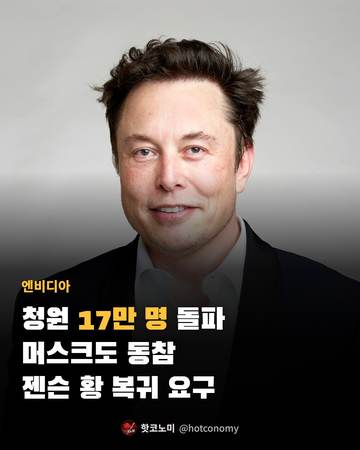 엔비디아
청원 17만 명 돌파
머스크도 동참
젠슨 황 복귀 요구
핫코노미 @hotconomy